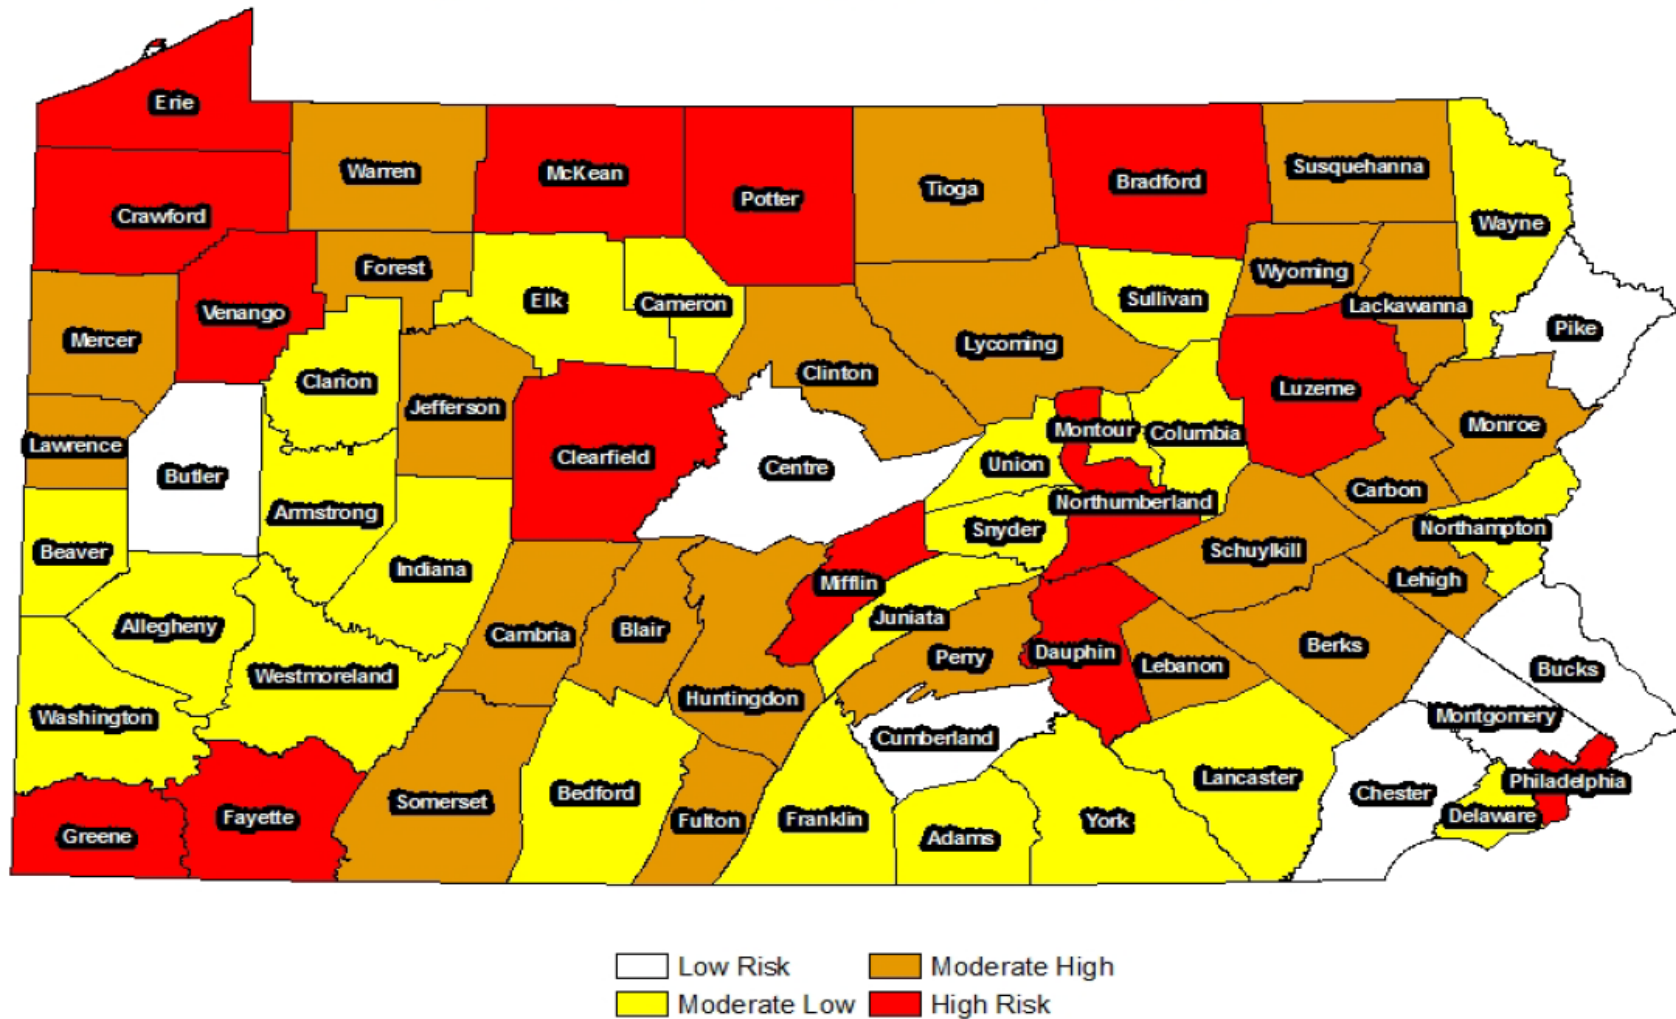 Erie
Warren
McKean
Potter
Tioga
Bradford
Susquehanna
Wayne
Crawford
Forest
Venango
Elk
Cameron
Sullivan
Wyoming
Lackawanna
Pike
Mercer
Clarion
Jefferson
Clinton
Lycoming
Luzerne
Monroe
Lawrence
Butler
Clearfield
Centre
Union
Montour
Columbia
Carbon
Armstrong
Northumberland
Snyder
Northampton
Beaver
Indiana
Mifflin
Schuylkill
Lehigh
Allegheny
Cambria
Blair
Juniata
Perry
Dauphin
Lebanon
Berks
Bucks
Westmoreland
Huntingdon
Washington
Cumberland
Montgomery
Greene
Fayette
Somerset
Bedford
Fulton
Franklin
Adams
York
Lancaster
Chester
Delaware
Philadelphia
Low Risk
Moderate High
Moderate Low
High Risk